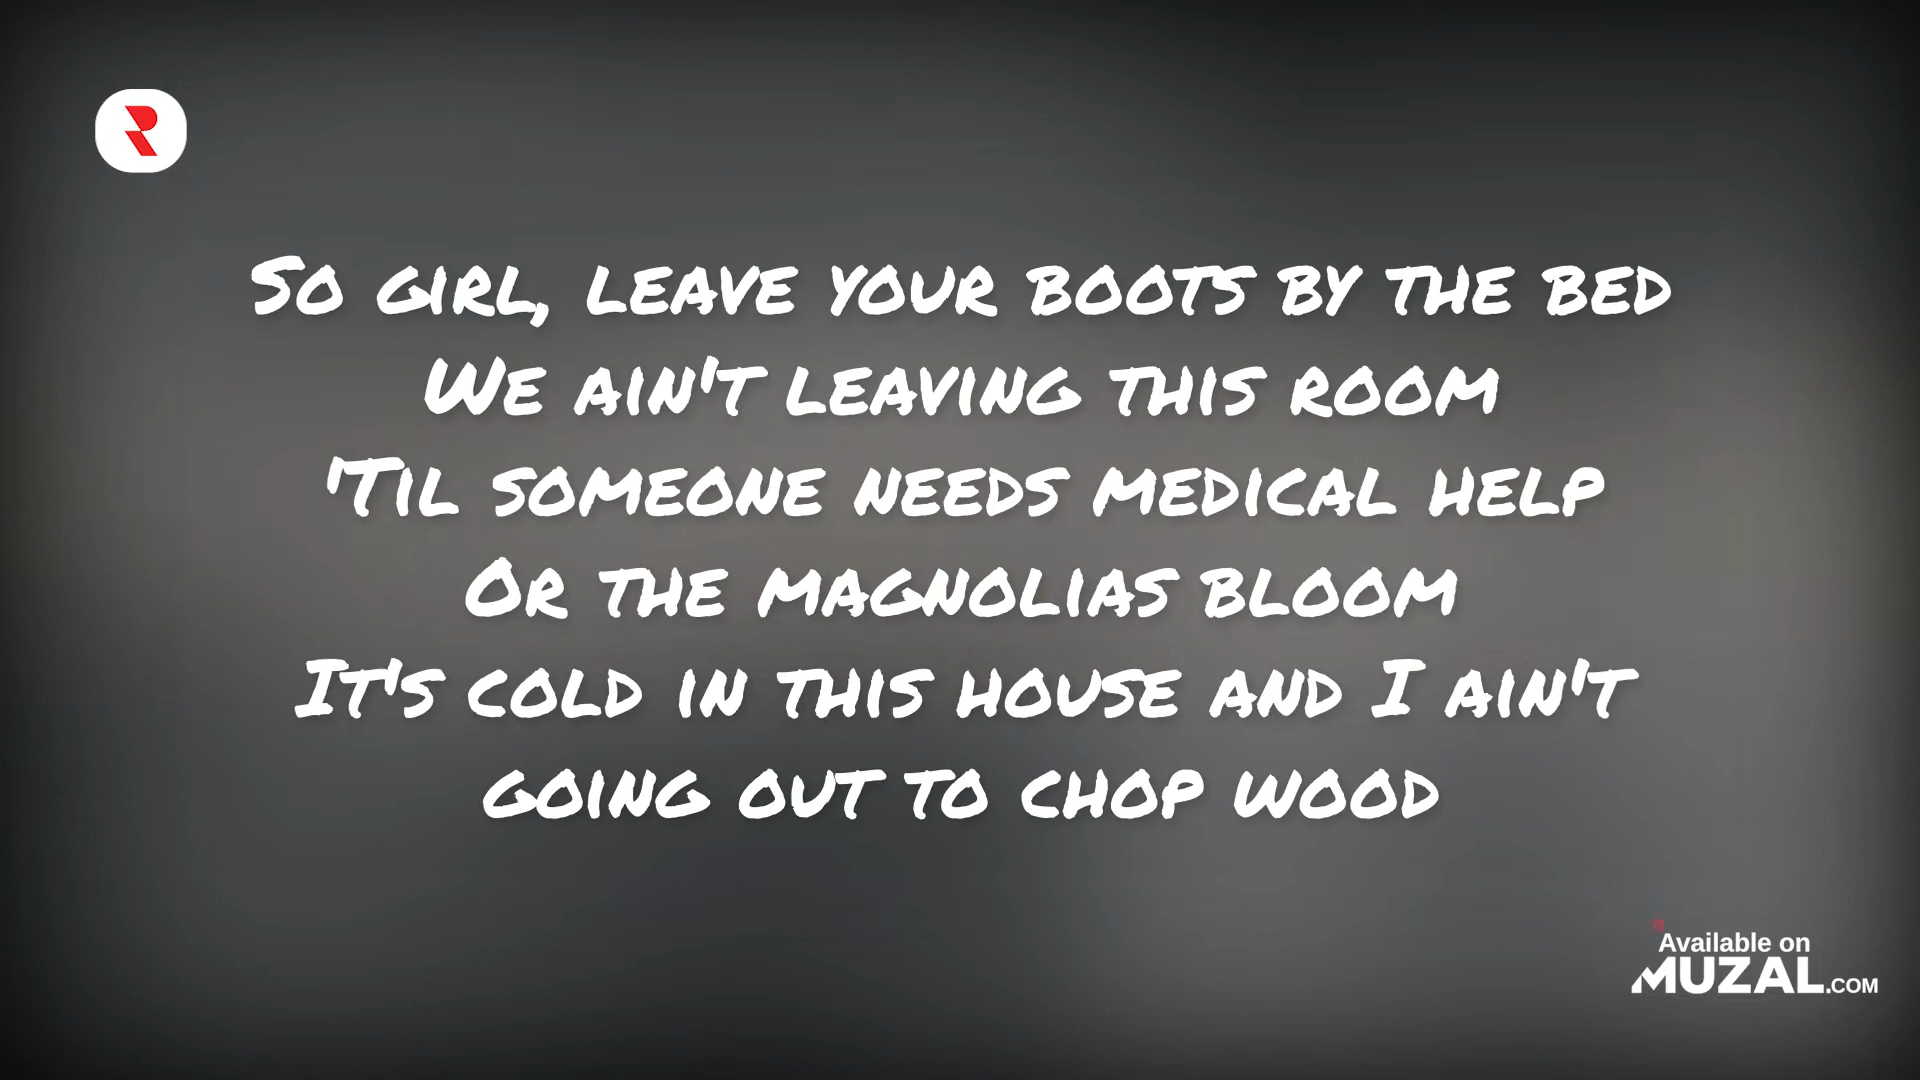 So girl, leave your boots by the bed
We ain't leaving this room
'Til someone needs medical help
Or the magnolias bloom
It's cold in this house and I ain't
going out to chop wood
Available on
MUZAL.COM